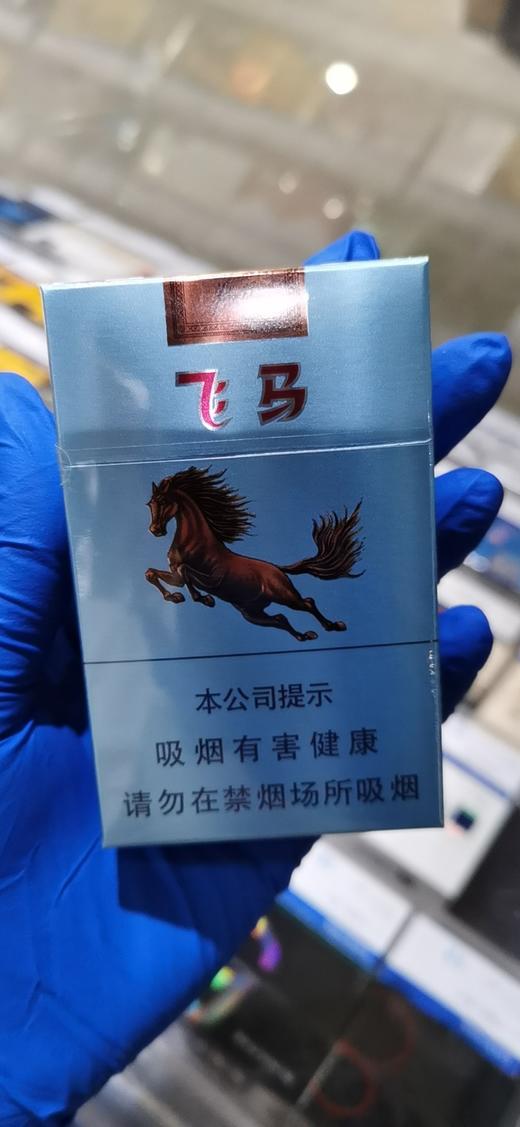 飞马
本公司提示
吸烟有害健康
请勿在禁烟场所吸烟